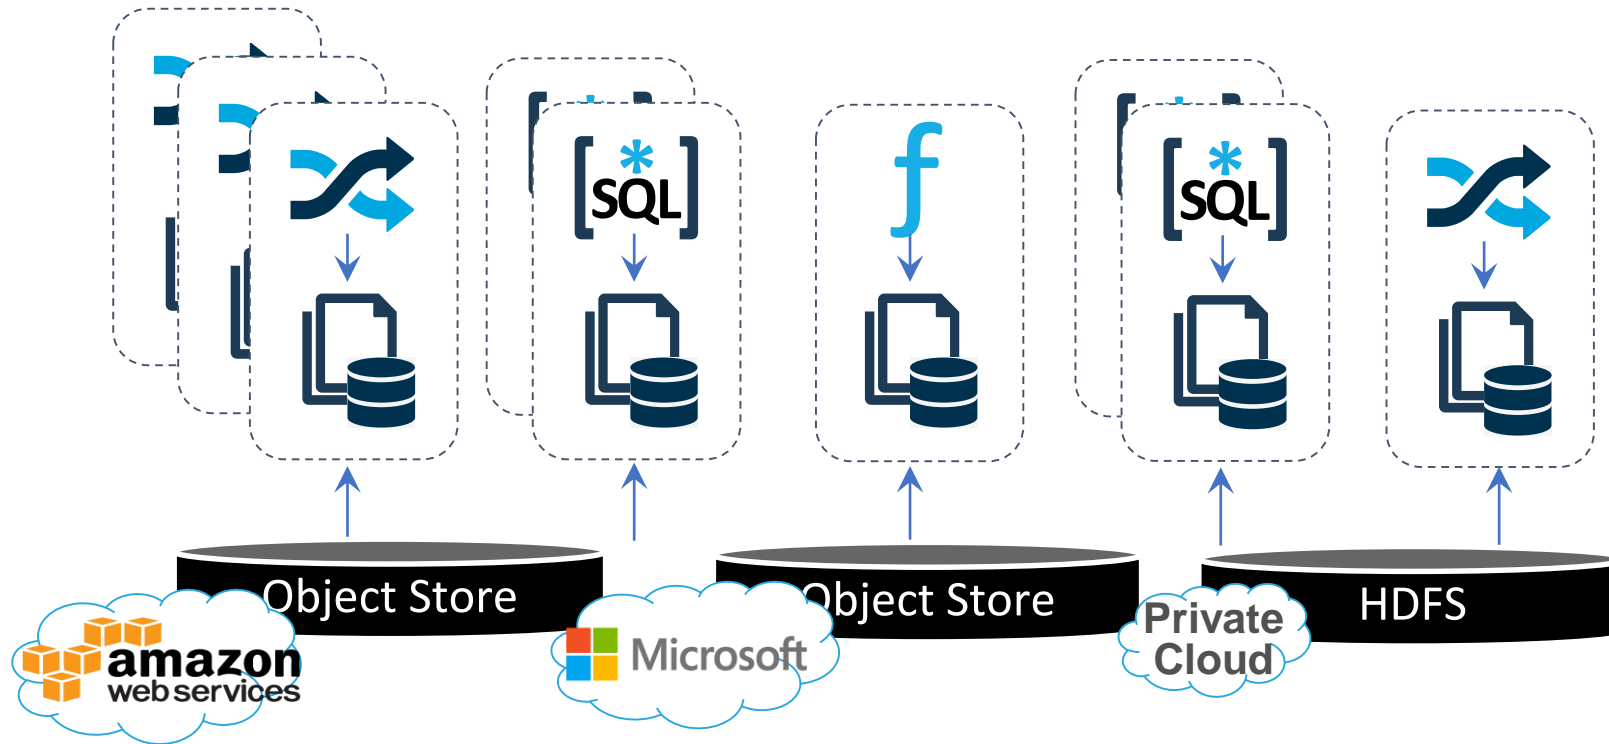 [*SQL]
ƒ
[*SQL]
Object Store
Object Store
HDFS
amazon
web services
Microsoft
Private
Cloud